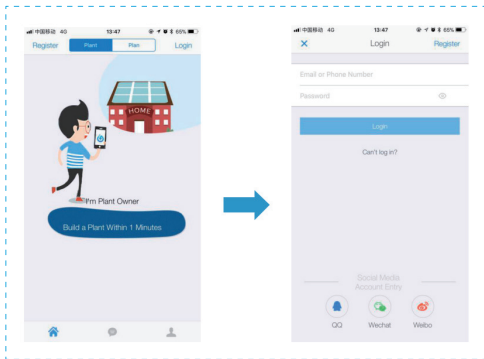 中国移动 4G 13:47 65%
Register Plant Plan Login
HOME
I'm Plant Owner
Build a Plant Within 1 Minutes
中国移动 4G 13:47 65%
Login Register
Email or Phone Number
Password
Login
Can't log in?
Social Media
Account Entry
QQ Wechat Weibo